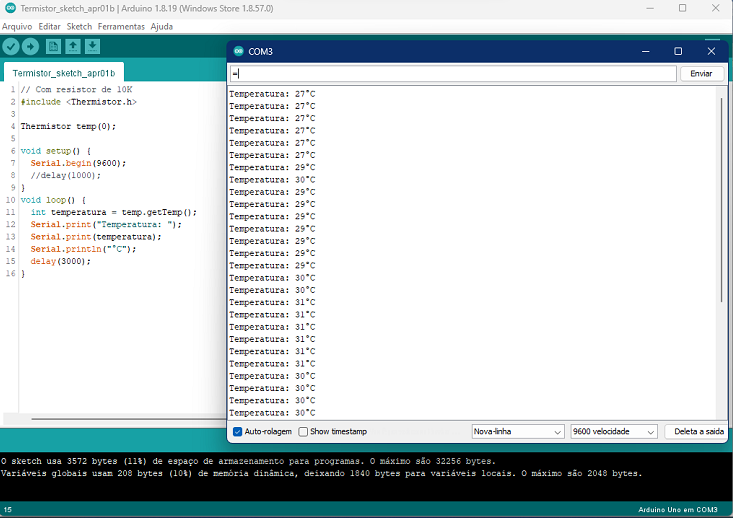 Termistor_sketch_apr01b | Arduino 1.8.19 (Windows Store 1.8.57.0)
Arquivo Editar Sketch Ferramentas Ajuda
Termistor_sketch_apr01b
1 // Com resistor de 10K
2 #include <Thermistor.h>
3
4 Thermistor temp(0);
5
6 void setup() {
7 Serial.begin(9600);
8 //delay(1000);
9 }
10 void loop() {
11 int temperatura = temp.getTemp();
12 Serial.print("Temperatura: ");
13 Serial.print(temperatura);
14 Serial.println("°C");
15 delay(3000);
16 }
COM3
=
Enviar
Temperatura: 27°C
Temperatura: 27°C
Temperatura: 27°C
Temperatura: 27°C
Temperatura: 27°C
Temperatura: 27°C
Temperatura: 29°C
Temperatura: 30°C
Temperatura: 29°C
Temperatura: 29°C
Temperatura: 29°C
Temperatura: 29°C
Temperatura: 29°C
Temperatura: 29°C
Temperatura: 29°C
Temperatura: 30°C
Temperatura: 30°C
Temperatura: 31°C
Temperatura: 31°C
Temperatura: 31°C
Temperatura: 31°C
Temperatura: 31°C
Temperatura: 31°C
Temperatura: 30°C
Temperatura: 30°C
Temperatura: 30°C
Temperatura: 30°C
Auto-rolagem Show timestamp Nova-linha 9600 velocidade Deleta a saida
O sketch usa 3572 bytes (11%) de espaço de armazenamento para programas. O máximo são 32256 bytes.
Variáveis globais usam 208 bytes (10%) de memória dinâmica, deixando 1840 bytes para variáveis locais. O máximo são 2048 bytes.
15 Arduino Uno em COM3